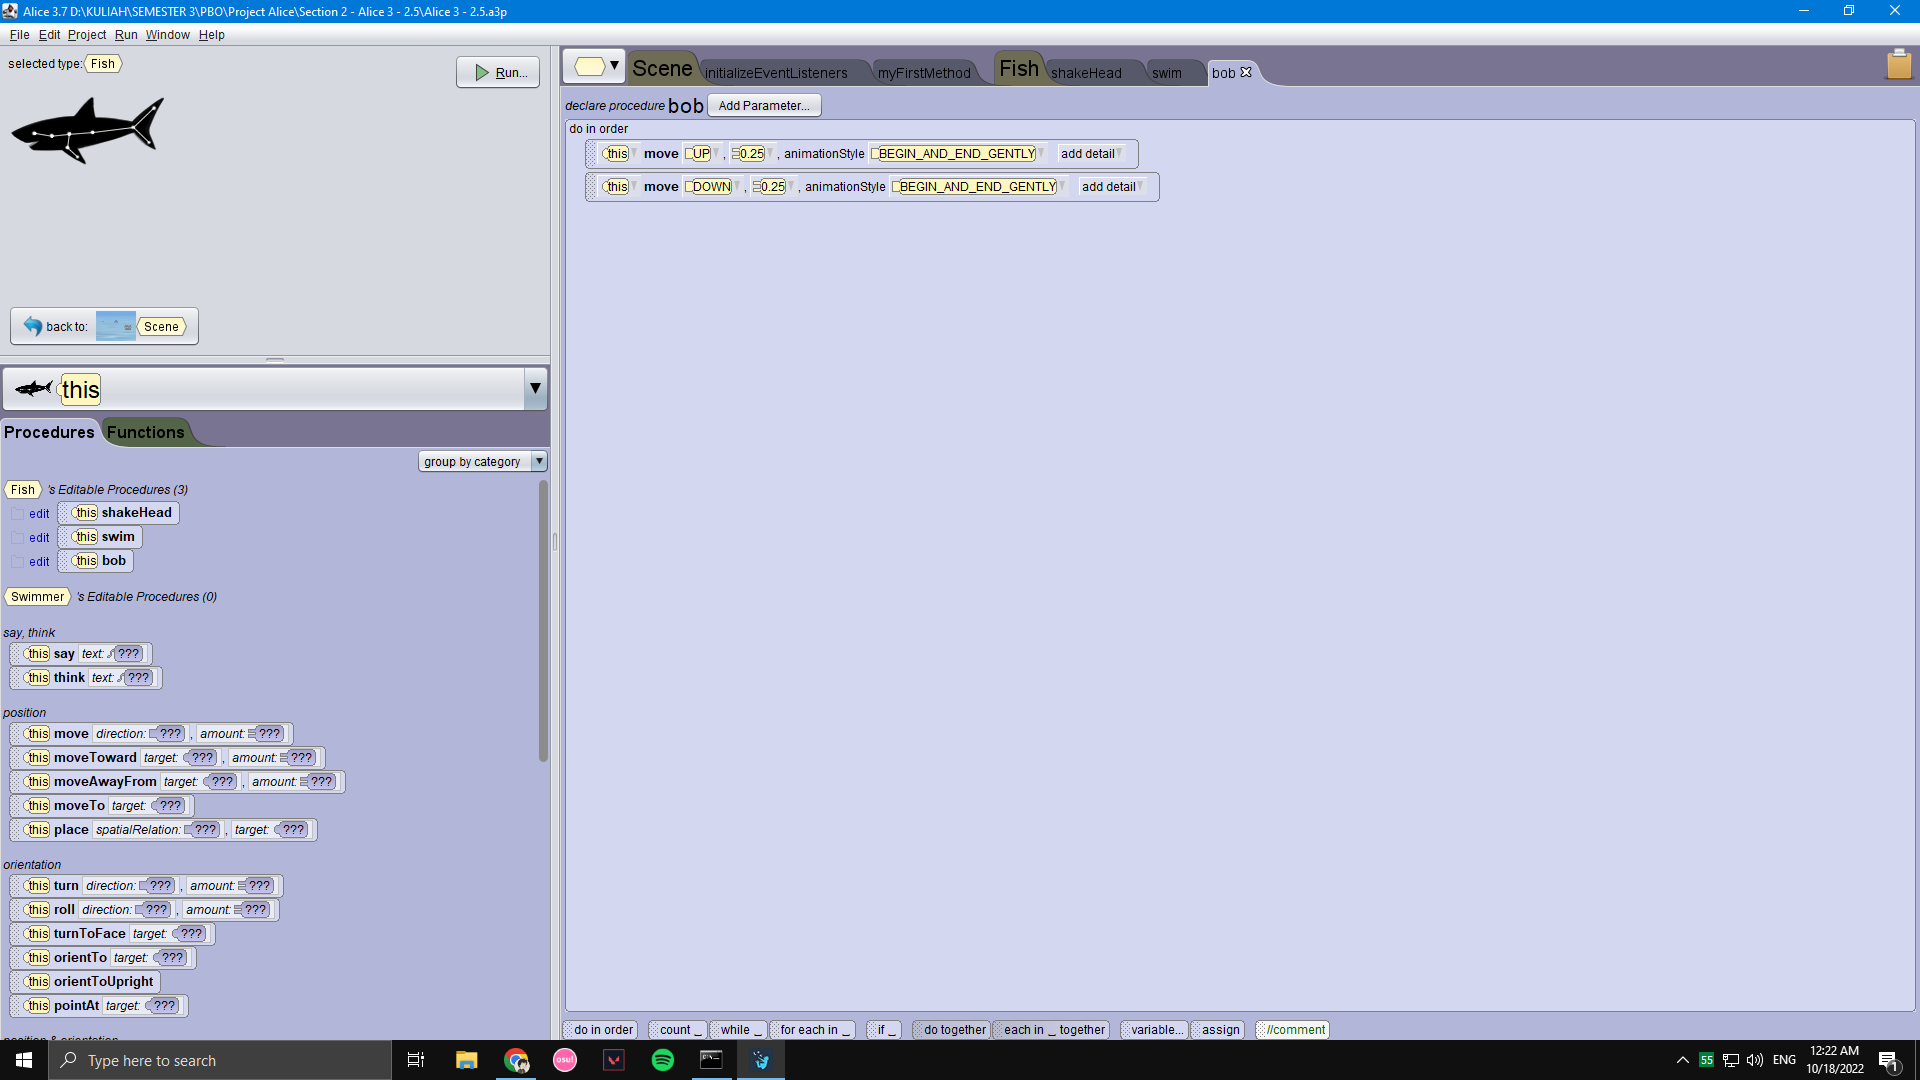 Alice 3.7 D:\KULIAH\SEMESTER 3\PBO\Project Alice\Section 2 - Alice 3 - 2.5\Alice 3 - 2.5.a3p
File Edit Project Run Window Help
selected type: Fish
Run...
back to: Scene
this
Procedures Functions
group by category
Fish 's Editable Procedures (3)
edit this shakeHead
edit this swim
edit this bob
Swimmer 's Editable Procedures (0)
say, think
this say text: ???
this think text: ???
position
this move direction: ??? , amount: ???
this moveToward target: ??? , amount: ???
this moveAwayFrom target: ??? , amount: ???
this moveTo target: ???
this place spatialRelation: ??? , target: ???
orientation
this turn direction: ??? , amount: ???
this roll direction: ??? , amount: ???
this turnToFace target: ???
this orientTo target: ???
this orientToUpright
this pointAt target: ???
position & orientation
Scene initializeEventListeners myFirstMethod Fish shakeHead swim bob
declare procedure bob Add Parameter...
do in order
this move UP , 0.25 , animationStyle BEGIN_AND_END_GENTLY add detail
this move DOWN , 0.25 , animationStyle BEGIN_AND_END_GENTLY add detail
do in order count _ while _ for each in _ if _ do together each in _ together variable... assign //comment
Type here to search
osu!
55 ENG
12:22 AM
10/18/2022
1